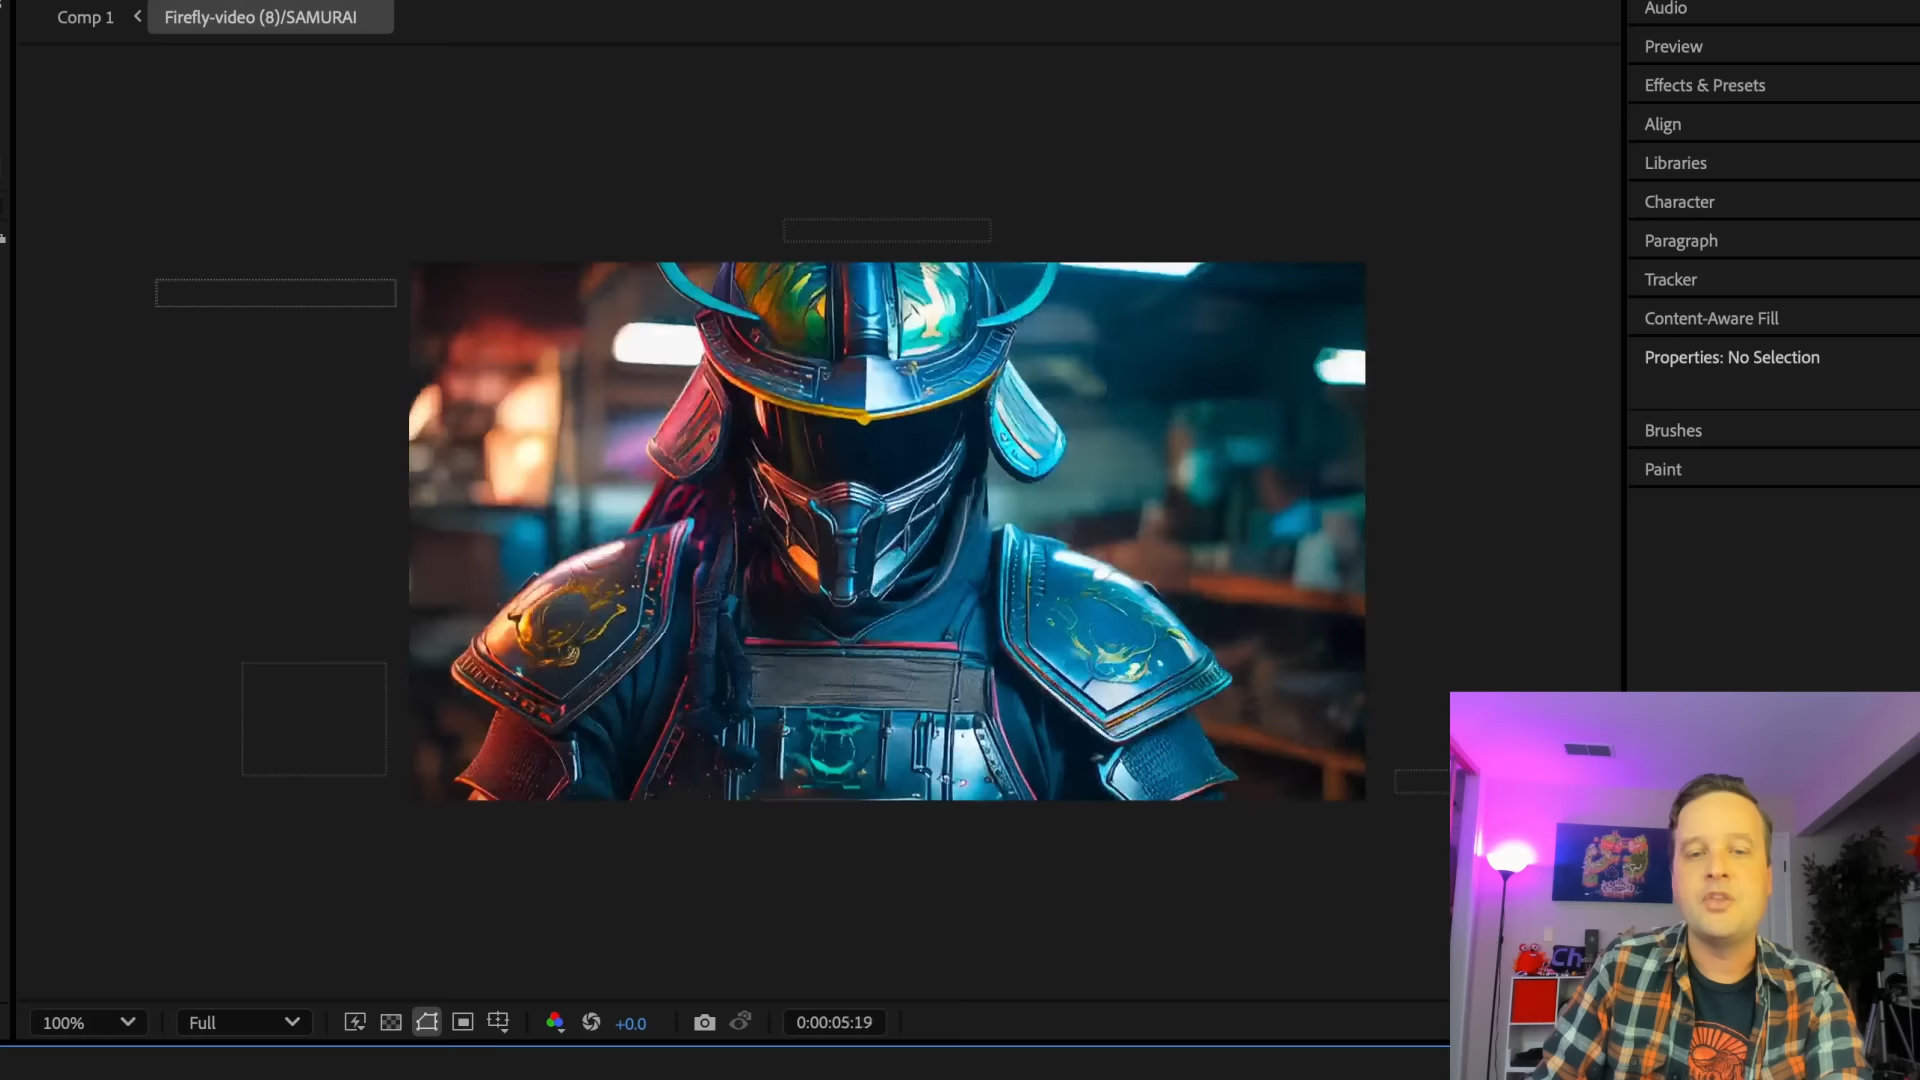 Comp 1
Firefly-video (8)/SAMURAI
Audio
Preview
Effects & Presets
Align
Libraries
Character
Paragraph
Tracker
Content-Aware Fill
Properties: No Selection
Brushes
Paint
Ch
100%
Full
+0.0
0:00:05:19